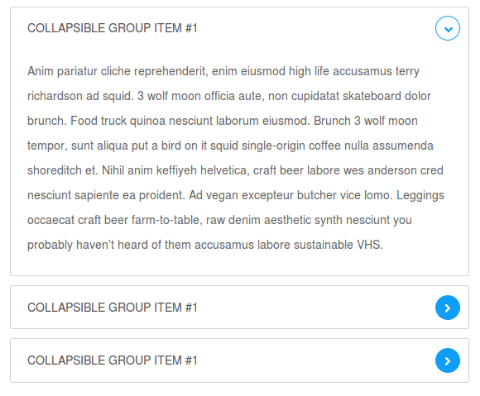 COLLAPSIBLE GROUP ITEM #1
Anim pariatur cliche reprehenderit, enim eiusmod high life accusamus terry
richardson ad squid. 3 wolf moon officia aute, non cupidatat skateboard dolor
brunch. Food truck quinoa nesciunt laborum eiusmod. Brunch 3 wolf moon
tempor, sunt aliqua put a bird on it squid single-origin coffee nulla assumenda
shoreditch et. Nihil anim keffiyeh helvetica, craft beer labore wes anderson cred
nesciunt sapiente ea proident. Ad vegan excepteur butcher vice lomo. Leggings
occaecat craft beer farm-to-table, raw denim aesthetic synth nesciunt you
probably haven't heard of them accusamus labore sustainable VHS.
COLLAPSIBLE GROUP ITEM #1
COLLAPSIBLE GROUP ITEM #1